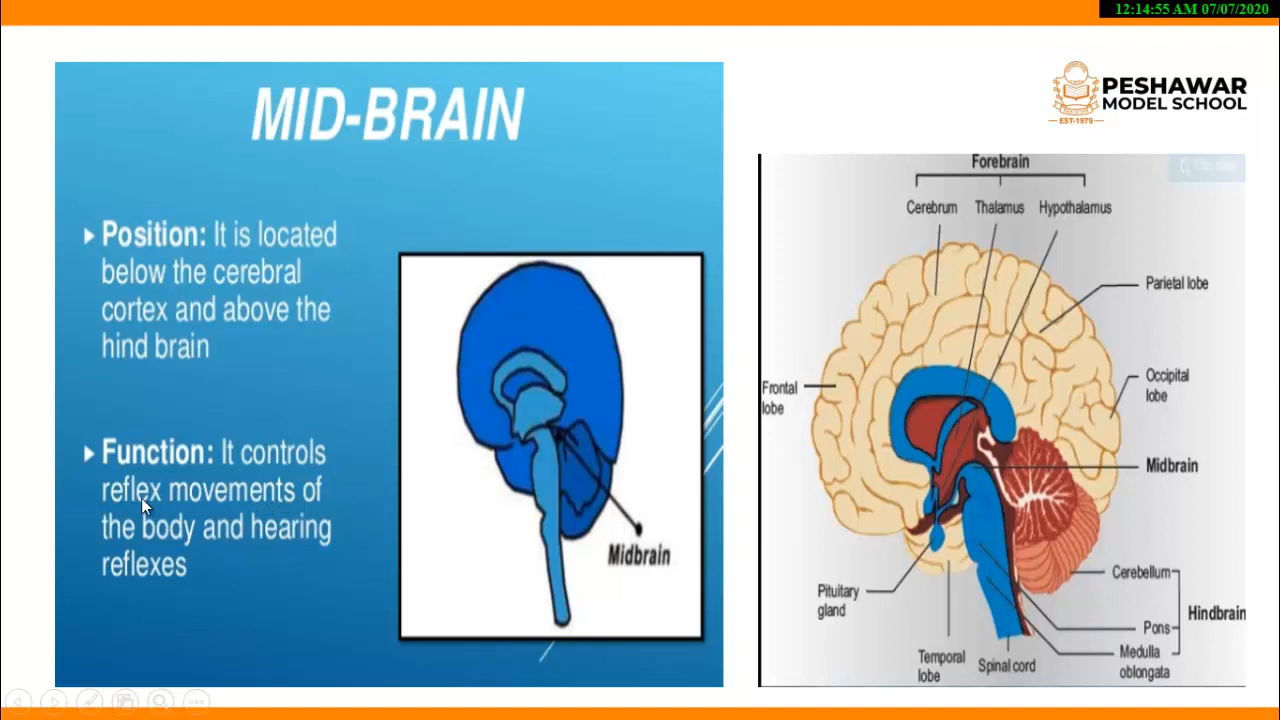 12:14:55 AM 07/07/2020
PESHAWAR
MODEL SCHOOL
EST-1979
MID-BRAIN
Position: It is located
below the cerebral
cortex and above the
hind brain
Function: It controls
reflex movements of
the body and hearing
reflexes
Midbrain
Forebrain
Cerebrum Thalamus Hypothalamus
Parietal lobe
Frontal
lobe
Occipital
lobe
Midbrain
Pituitary
gland
Cerebellum
Hindbrain
Pons
Medulla
oblongata
Temporal
lobe
Spinal cord